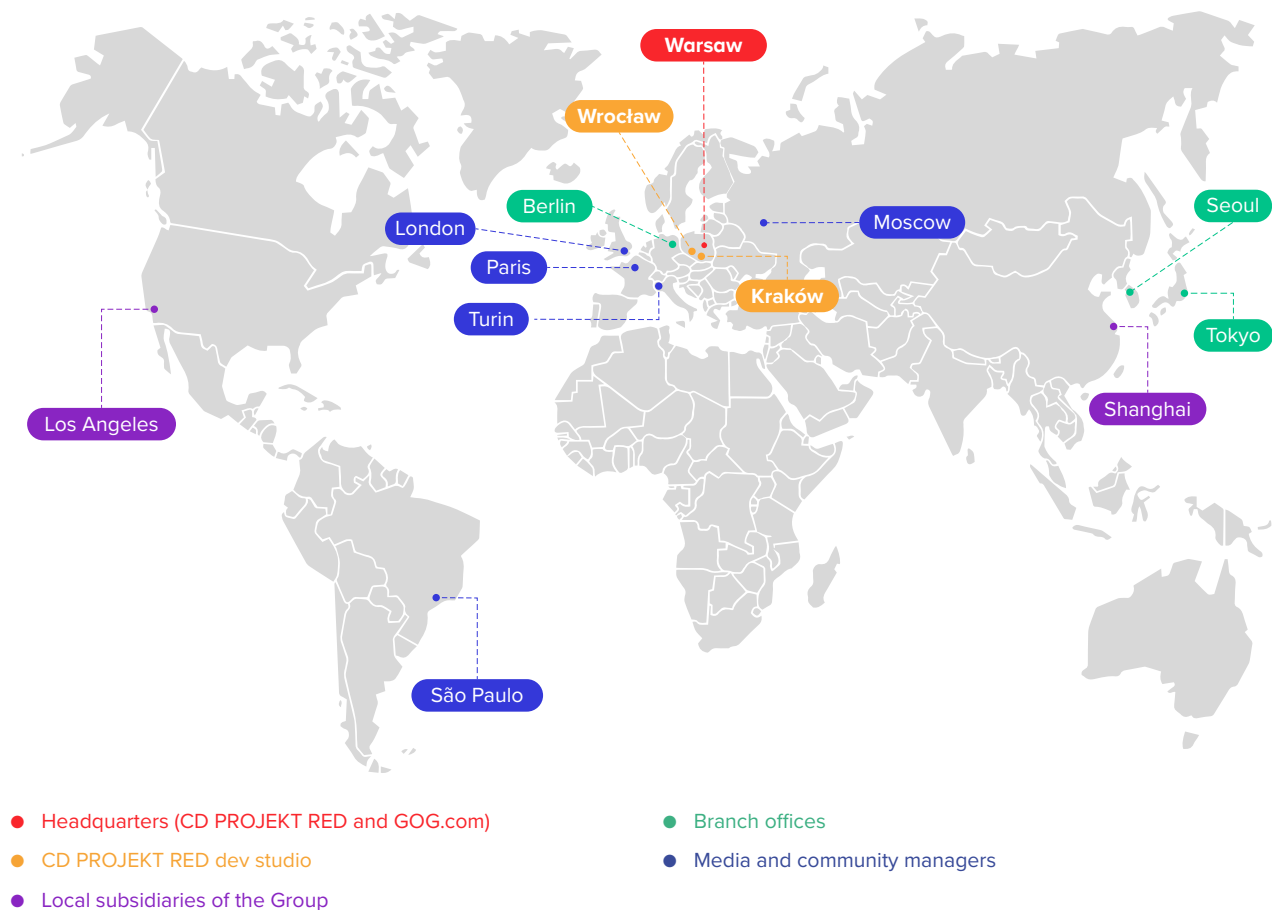 Warsaw
Wrocław
Berlin
Seoul
London
Moscow
Paris
Kraków
Turin
Tokyo
Los Angeles
Shanghai
São Paulo
Headquarters (CD PROJEKT RED and GOG.com)
CD PROJEKT RED dev studio
Local subsidiaries of the Group
Branch offices
Media and community managers